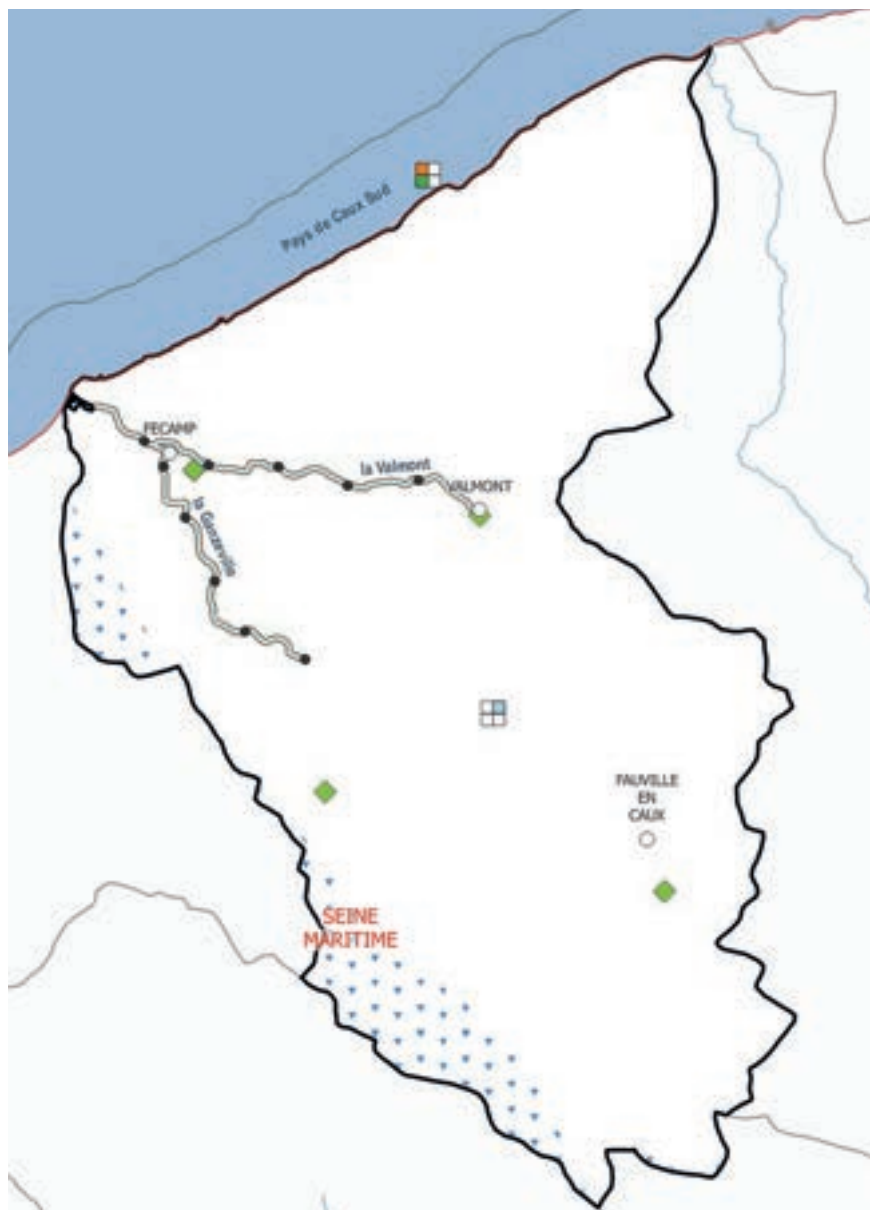 Pays de Caux Sud
FECAMP
la Valmont
VALMONT
la Ganzeville
FAUVILLE
EN
CAUX
SEINE
MARITIME